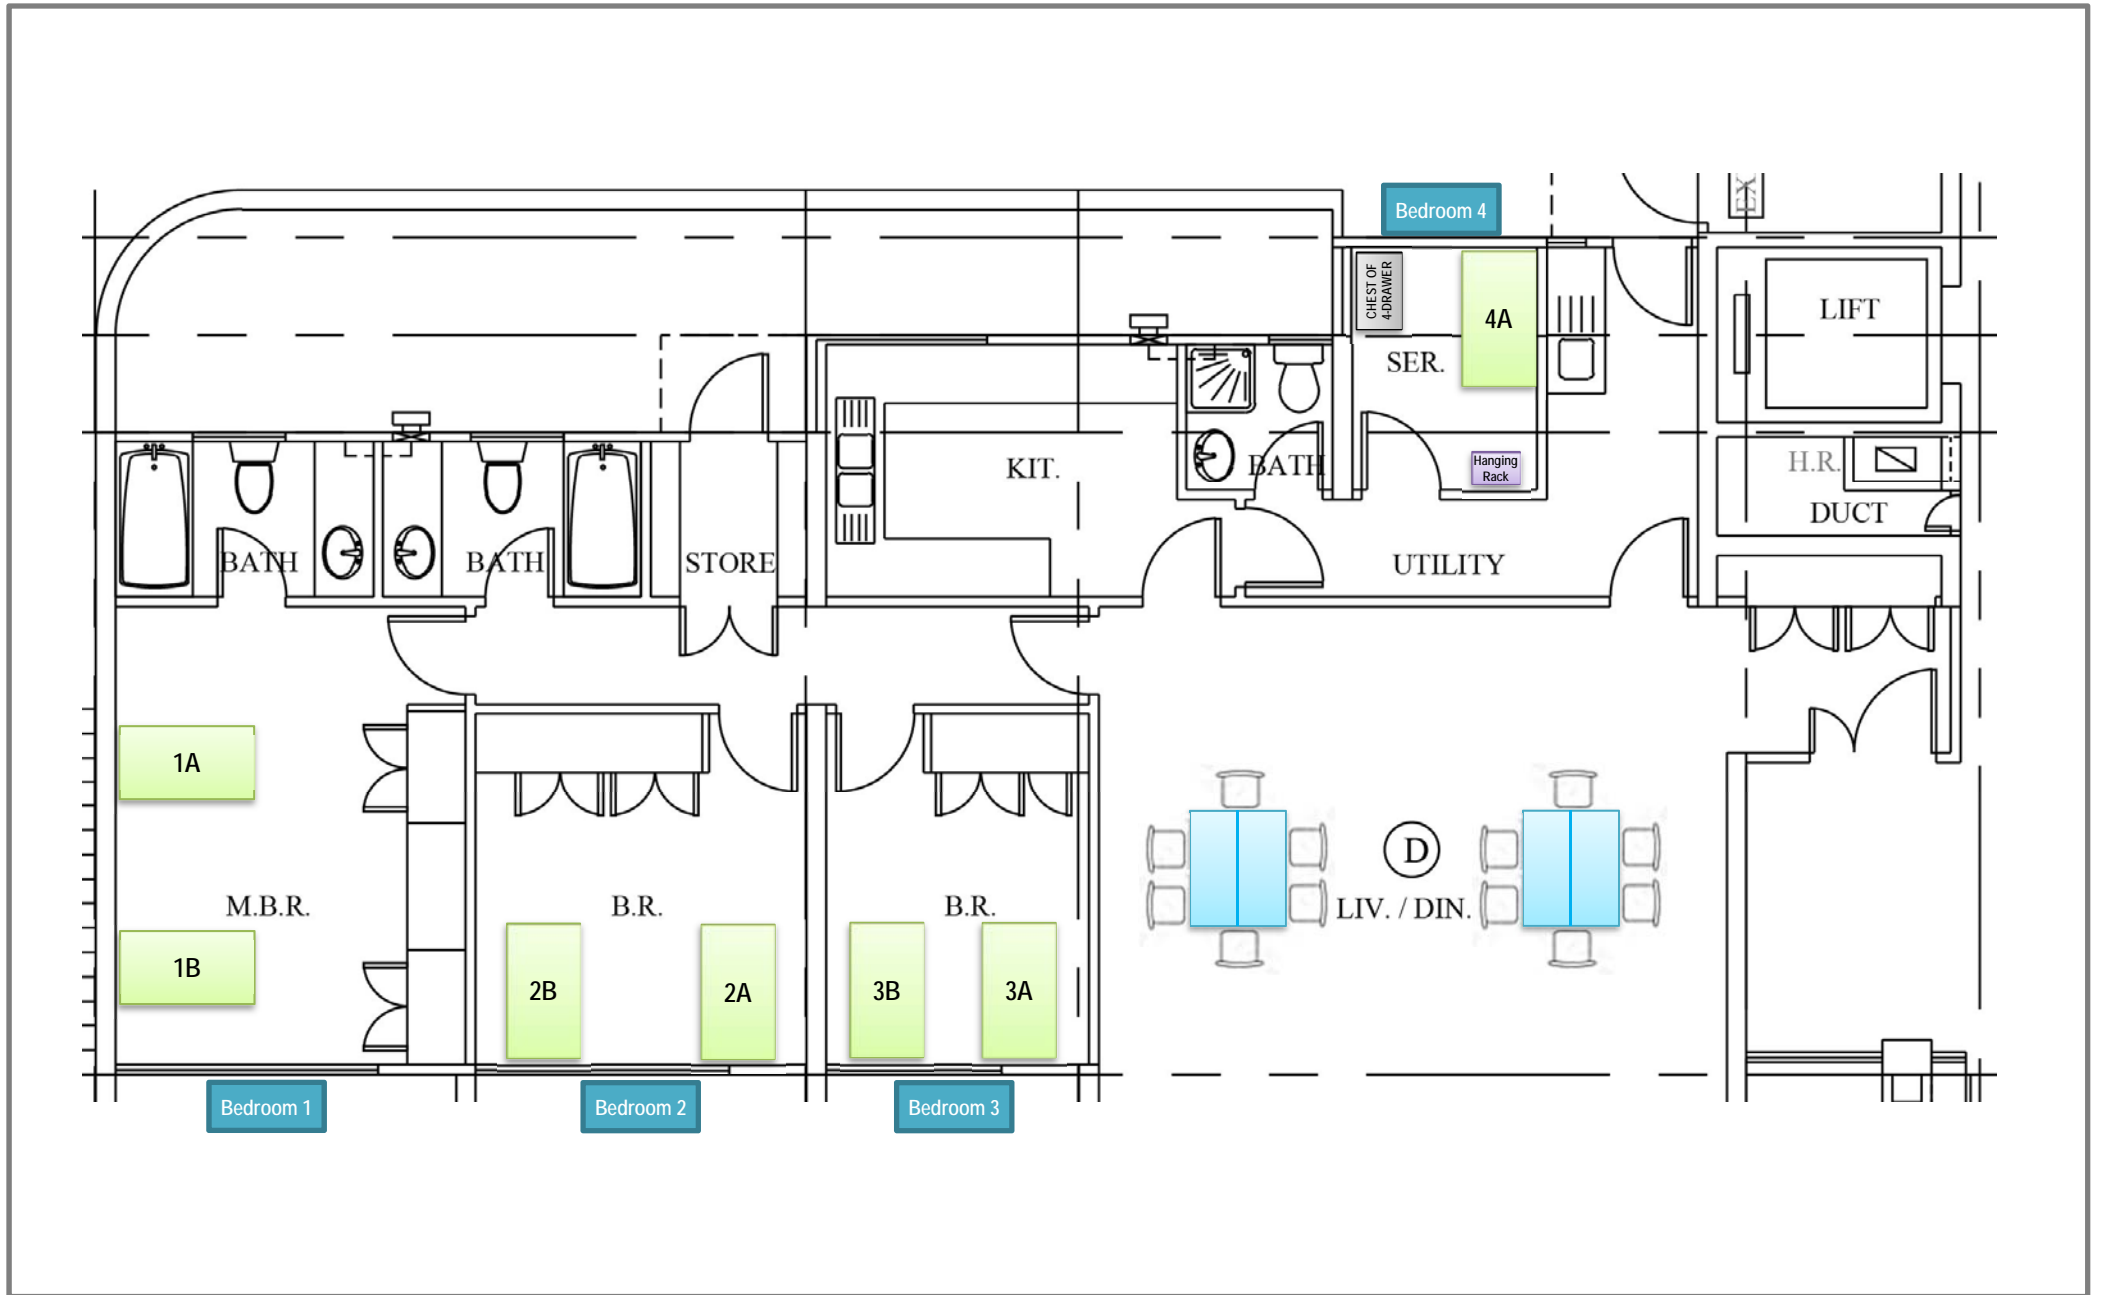 EX
Bedroom 4
CHEST OF
4-DRAWER
4A
LIFT
SER.
KIT.
BATH
Hanging
Rack
H.R.
DUCT
BATH
BATH
STORE
UTILITY
1A
D
M.B.R.
B.R.
B.R.
LIV. / DIN.
1B
2B
2A
3B
3A
Bedroom 1
Bedroom 2
Bedroom 3